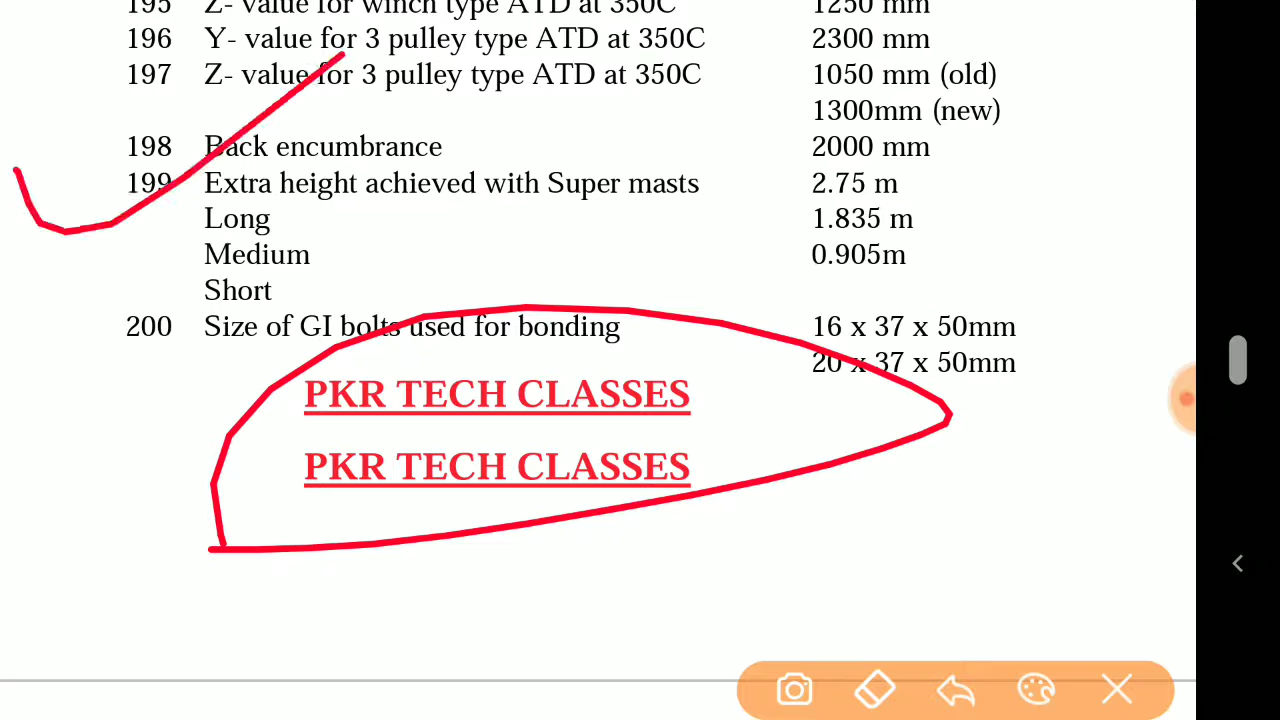 195 Z- value for winch type ATD at 350C 1250 mm
196 Y- value for 3 pulley type ATD at 350C 2300 mm
197 Z- value for 3 pulley type ATD at 350C 1050 mm (old)
1300mm (new)
198 Back encumbrance 2000 mm
199 Extra height achieved with Super masts 2.75 m
Long 1.835 m
Medium 0.905m
Short
200 Size of GI bolts used for bonding 16 x 37 x 50mm
20 x 37 x 50mm
PKR TECH CLASSES
PKR TECH CLASSES